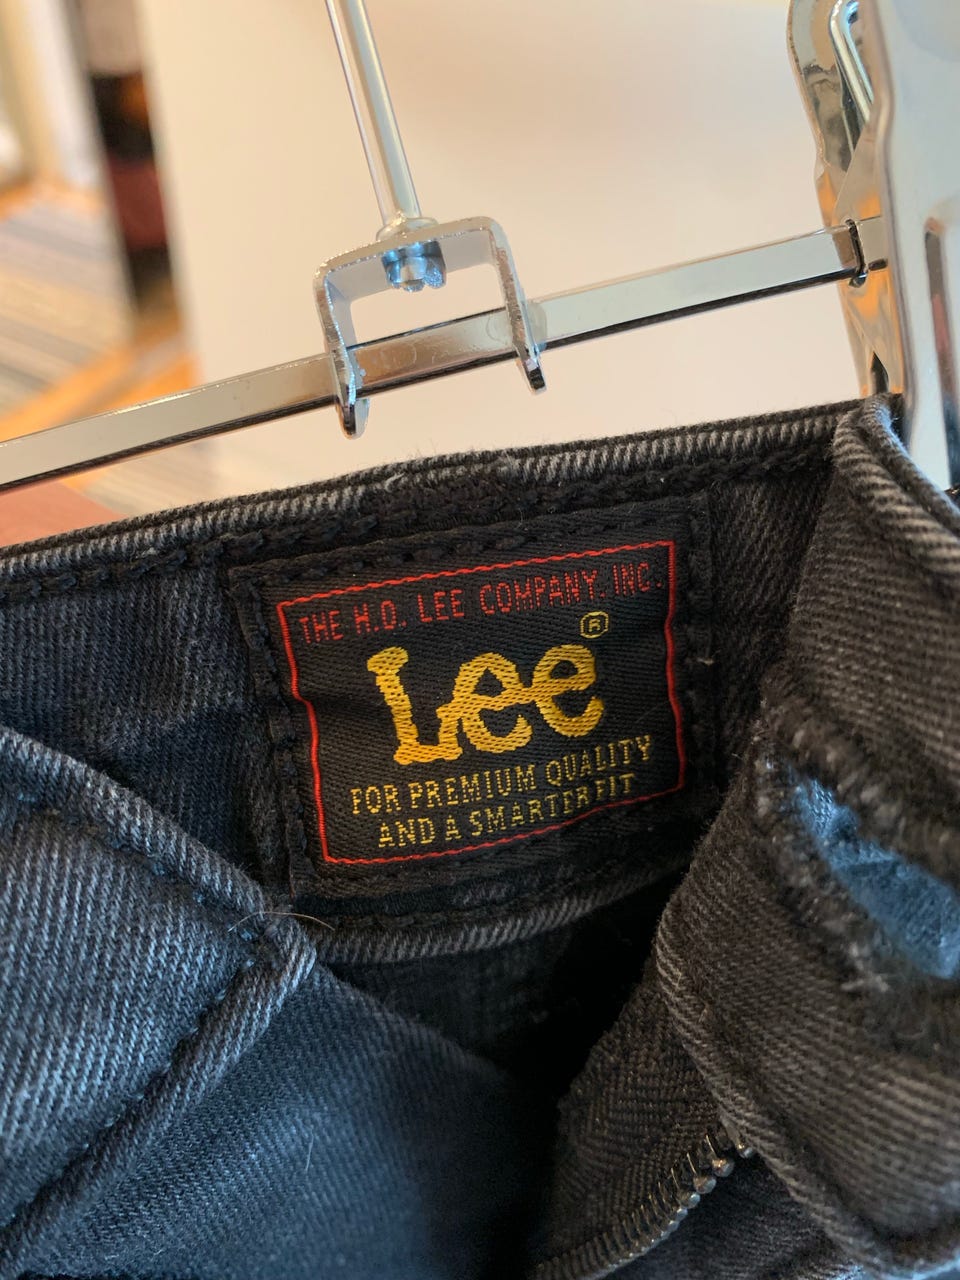 THE H.D. LEE COMPANY, INC.
Lee ®
FOR PREMIUM QUALITY
AND A SMARTER FIT